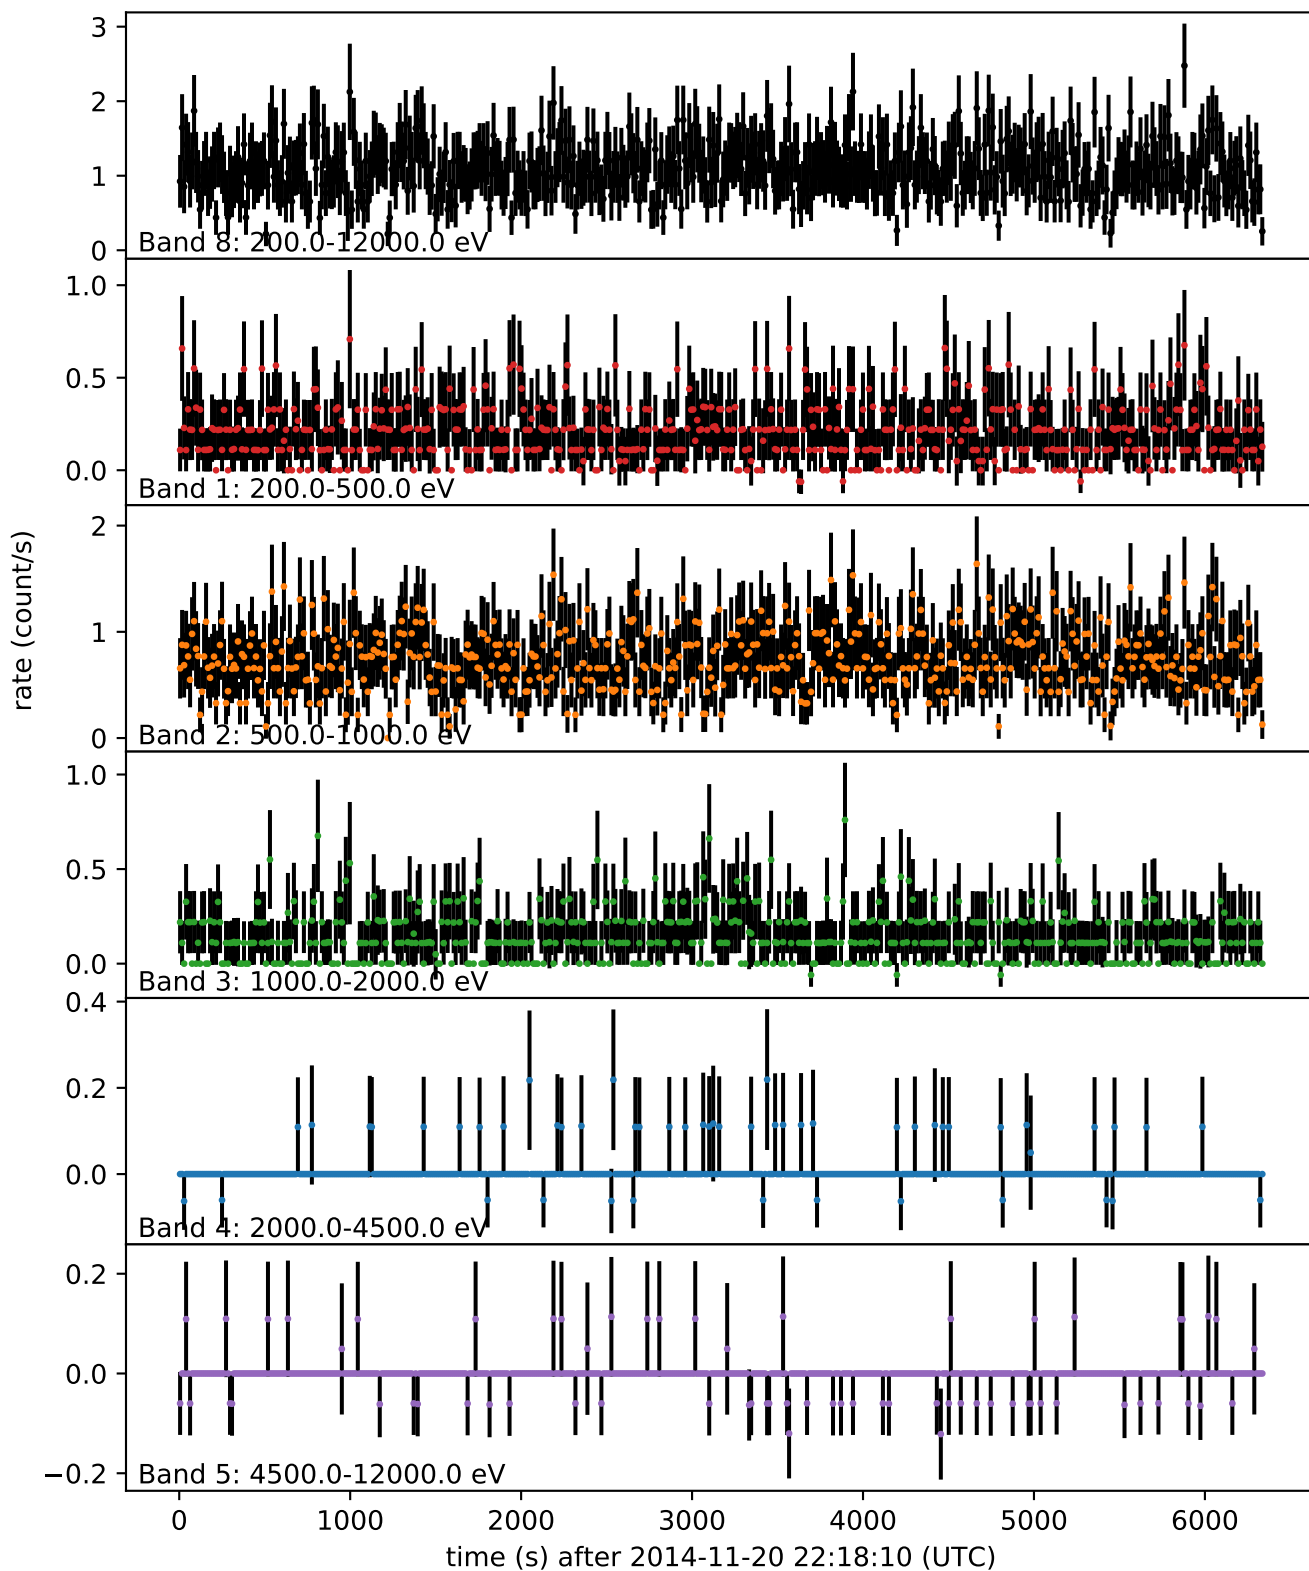 3
2
1
0
Band 8: 200.0-12000.0 eV
1.0
0.5
0.0
Band 1: 200.0-500.0 eV
rate (count/s)
2
1
0
Band 2: 500.0-1000.0 eV
1.0
0.5
0.0
Band 3: 1000.0-2000.0 eV
0.4
0.2
0.0
Band 4: 2000.0-4500.0 eV
0.2
0.0
−0.2
Band 5: 4500.0-12000.0 eV
0 1000 2000 3000 4000 5000 6000
time (s) after 2014-11-20 22:18:10 (UTC)